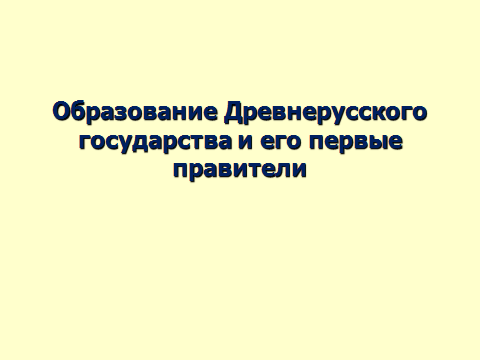 Образование Древнерусского
государства и его первые
правители